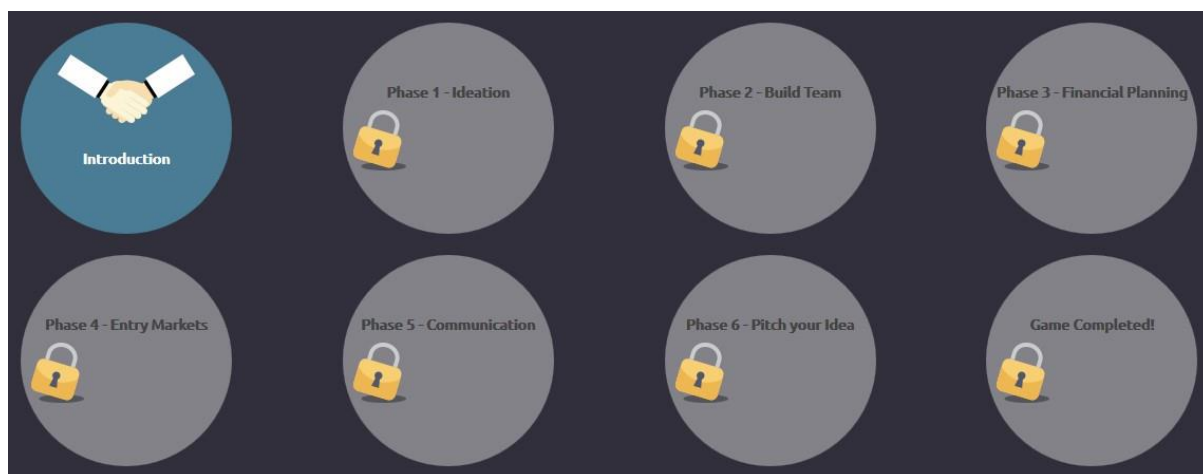 Introduction
Phase 1 - Ideation
Phase 2 - Build Team
Phase 3 - Financial Planning
Phase 4 - Entry Markets
Phase 5 - Communication
Phase 6 - Pitch your Idea
Game Completed!